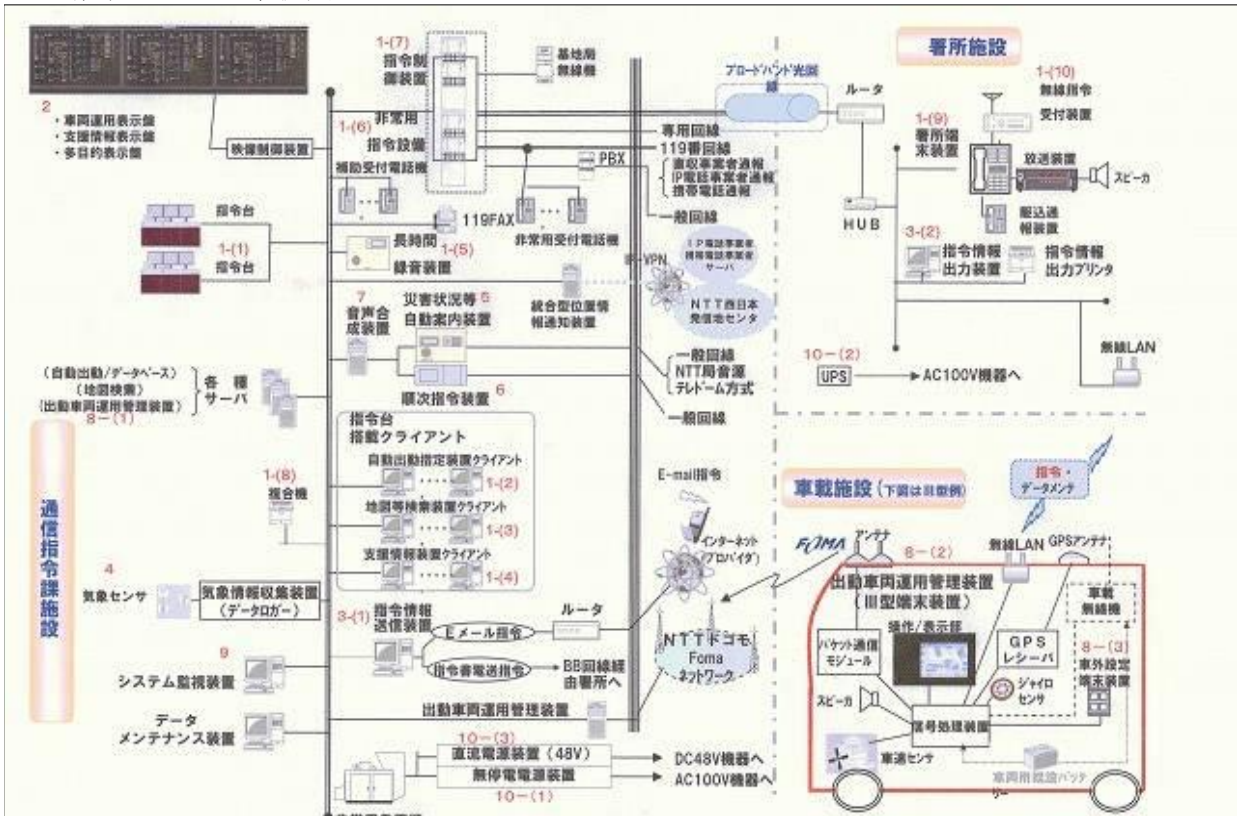 2
・車両運用表示盤
・支援情報表示盤
・多目的表示盤
映像制御装置
指令台
1-(1)
指令台
1-(7)
指令制
御装置
基地局
無線機
非常用
1-(6)
指令設備
補助受付電話機
119FAX
長時間
1-(5)
録音装置
PBX
専用回線
119番回線
直収事業者通報
IP電話事業者通報
携帯電話通報
一般回線
非常用受付電話機
IP-VPN
IP電話事業者
携帯電話事業者
サーバ
NTT西日本
発信地センタ
統合型位置情
報通知装置
7
音声合
成装置
災害状況等
5
自動案内装置
6
順次指令装置
一般回線
NTT局音源
テレドーム方式
一般回線
通信指令課施設
(自動出動/データベース)
(地図検索)
(出動車両運用管理装置)
8-(1)
各種
サーバ
指令台
搭載クライアント
自動出動指定装置クライアント
1-(2)
地図等検索装置クライアント
1-(3)
支援情報装置クライアント
1-(4)
1-(8)
複合機
4
気象センサ
気象情報収集装置
(データロガー)
3-(1)
指令情報
送信装置
Eメール指令
ルータ
指令書電送指令
BB回線経
由署所へ
9
システム監視装置
データ
メンテナンス装置
出動車両運用管理装置
10-(3)
直流電源装置(48V)
DC48V機器へ
無停電電源装置
AC100V機器へ
10-(1)
E-mail指令
インターネット
(プロバイダ)
NTTドコモ
Foma
ネットワーク
署所施設
ブロードバンド光回
線
ルータ
HUB
1-(10)
無線指令
受付装置
1-(9)
署所端
末装置
放送装置
スピーカ
駆込通
報装置
3-(2)
指令情報
出力装置
指令情報
出力プリンタ
無線LAN
10-(2)
UPS
AC100V機器へ
車載施設(下図はIII型例)
指令・
データメンテ
FOMA
アンテナ
8-(2)
無線LAN
GPSアンテナ
出動車両運用管理装置
(III型端末装置)
車載
無線機
操作/表示部
パケット通信
モジュール
GPS
レシーバ
8-(3)
車外設定
端末装置
ジャイロ
センサ
スピーカ
信号処理装置
車速センサ
車両用既設バッテ
リー